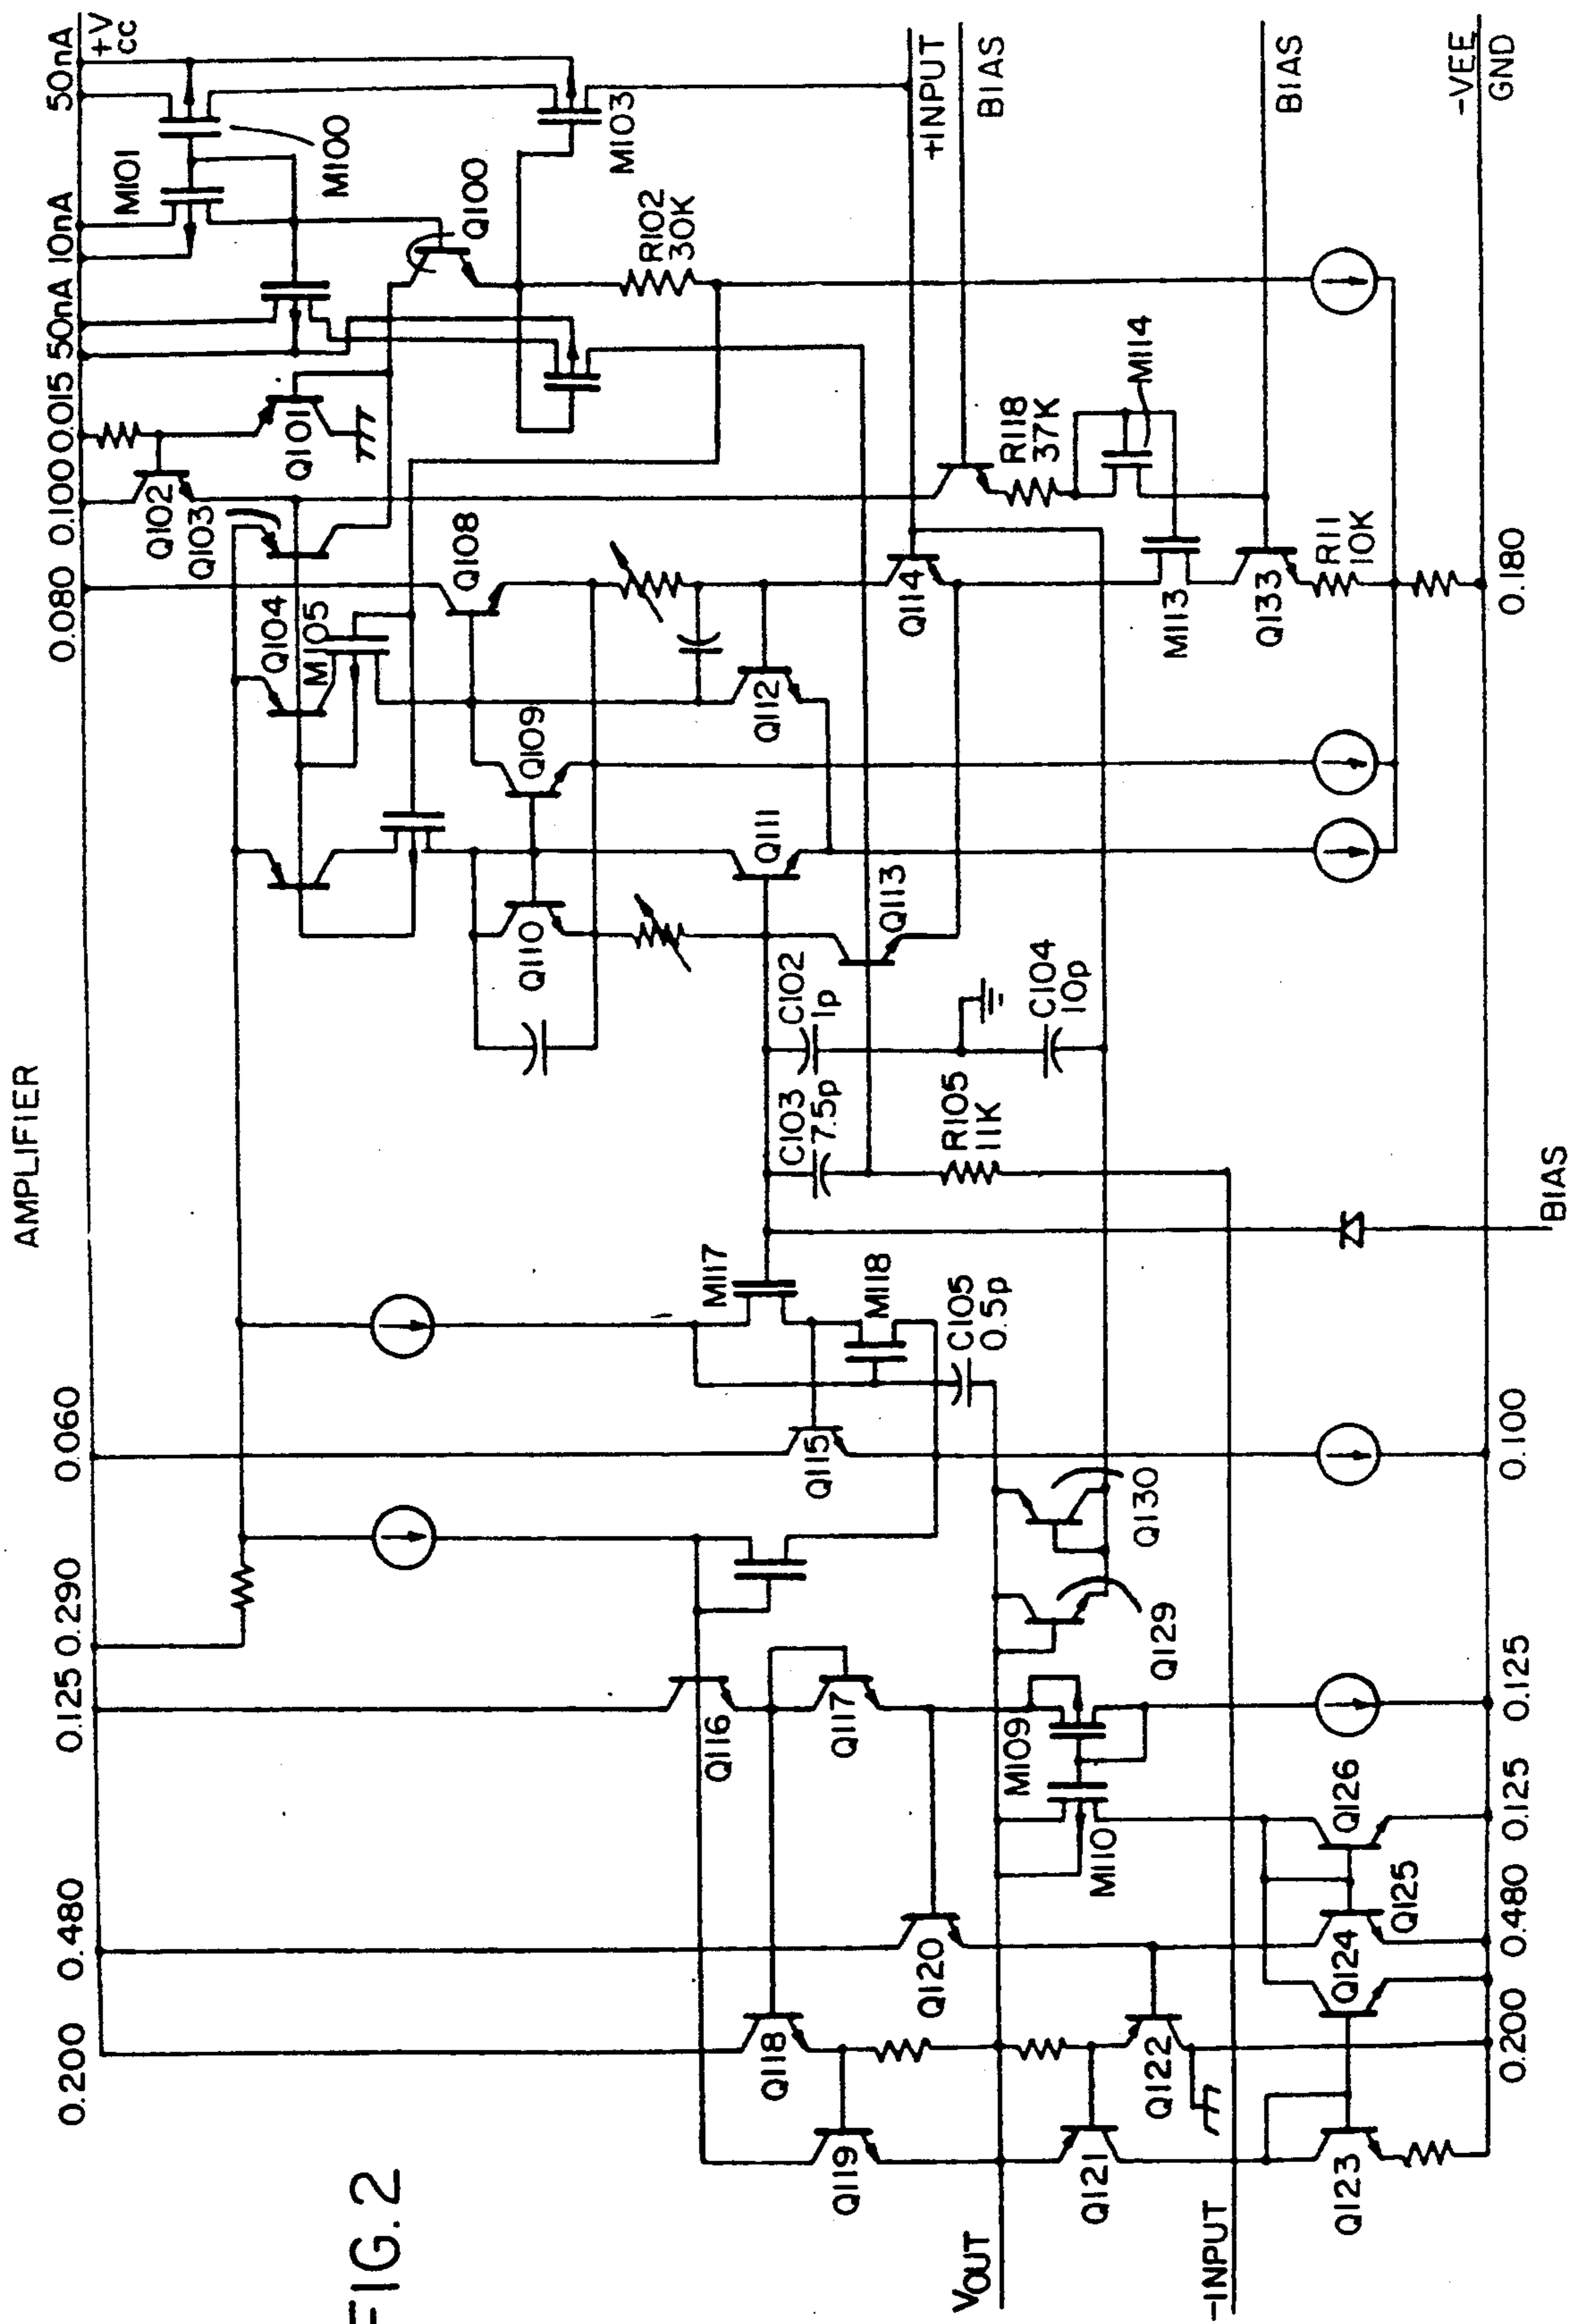 AMPLIFIER
FIG. 2
0.200
0.480
0.125
0.290
0.060
0.080
0.100
0.015
50nA
10nA
50nA
+Vcc
M101
M100
Q100
M103
R102
30K
Q101
Q102
Q103
Q104
M105
Q108
Q109
Q110
Q111
Q112
Q113
Q114
+INPUT
BIAS
R118
37K
M114
M113
Q133
R11
10K
BIAS
C102
1p
C103
7.5p
C104
10p
R105
11K
M117
M118
C105
0.5p
Q115
Q130
Q129
Q116
Q117
M109
M110
Q118
Q119
Q120
Q121
Q122
Q123
Q124
Q125
Q126
VOUT
-INPUT
BIAS
0.200
0.480
0.125
0.125
0.100
0.180
-VEE
GND